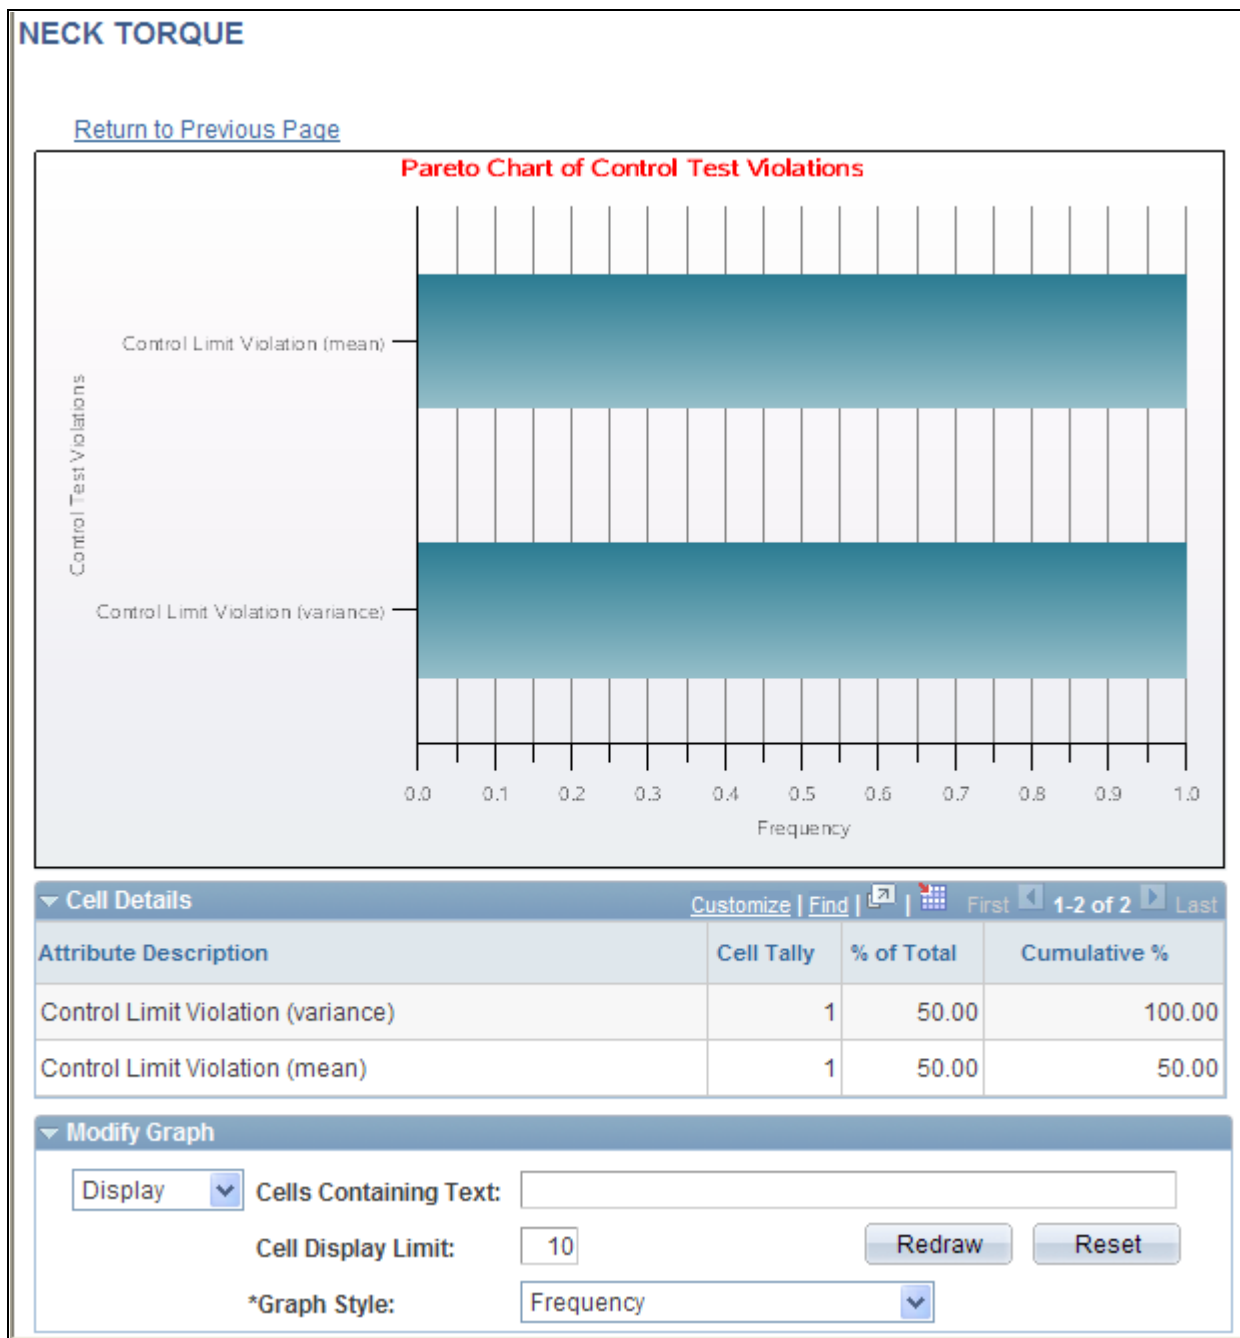 NECK TORQUE
Return to Previous Page
Pareto Chart of Control Test Violations
Control Test Violations
Control Limit Violation (mean)
Control Limit Violation (variance)
0.0 0.1 0.2 0.3 0.4 0.5 0.6 0.7 0.8 0.9 1.0
Frequency
Cell Details Customize | Find | | First 1-2 of 2 Last
Attribute Description Cell Tally % of Total Cumulative %
Control Limit Violation (variance) 1 50.00 100.00
Control Limit Violation (mean) 1 50.00 50.00
Modify Graph
Display Cells Containing Text:
Cell Display Limit: 10 Redraw Reset
*Graph Style: Frequency